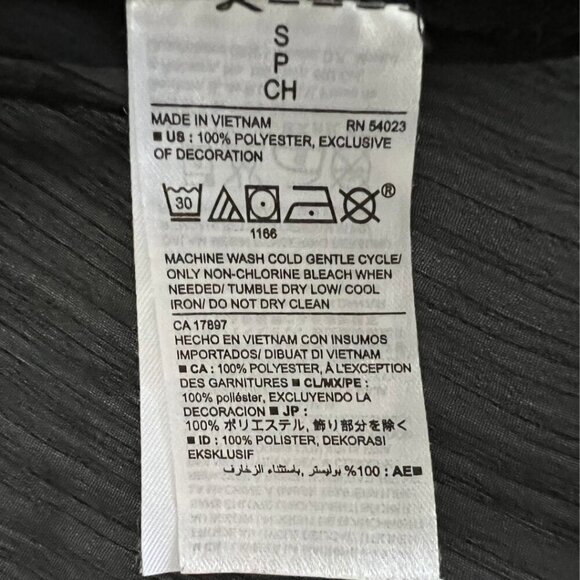 S
P
CH
MADE IN VIETNAM RN 54023
■ US : 100% POLYESTER, EXCLUSIVE
OF DECORATION
30
®
1166
MACHINE WASH COLD GENTLE CYCLE/
ONLY NON-CHLORINE BLEACH WHEN
NEEDED/ TUMBLE DRY LOW/ COOL
IRON/ DO NOT DRY CLEAN
CA 17897
HECHO EN VIETNAM CON INSUMOS
IMPORTADOS/ DIBUAT DI VIETNAM
■ CA : 100% POLYESTER, À L'EXCEPTION
DES GARNITURES ■ CL/MX/PE :
100% poliéster, EXCLUYENDO LA
DECORACION ■ JP :
100% ポリエステル, 飾り部分を除く
■ ID : 100% POLISTER, DEKORASI
EKSKLUSIF
■ AE : 100% بوليستر, باستثناء الزخارف